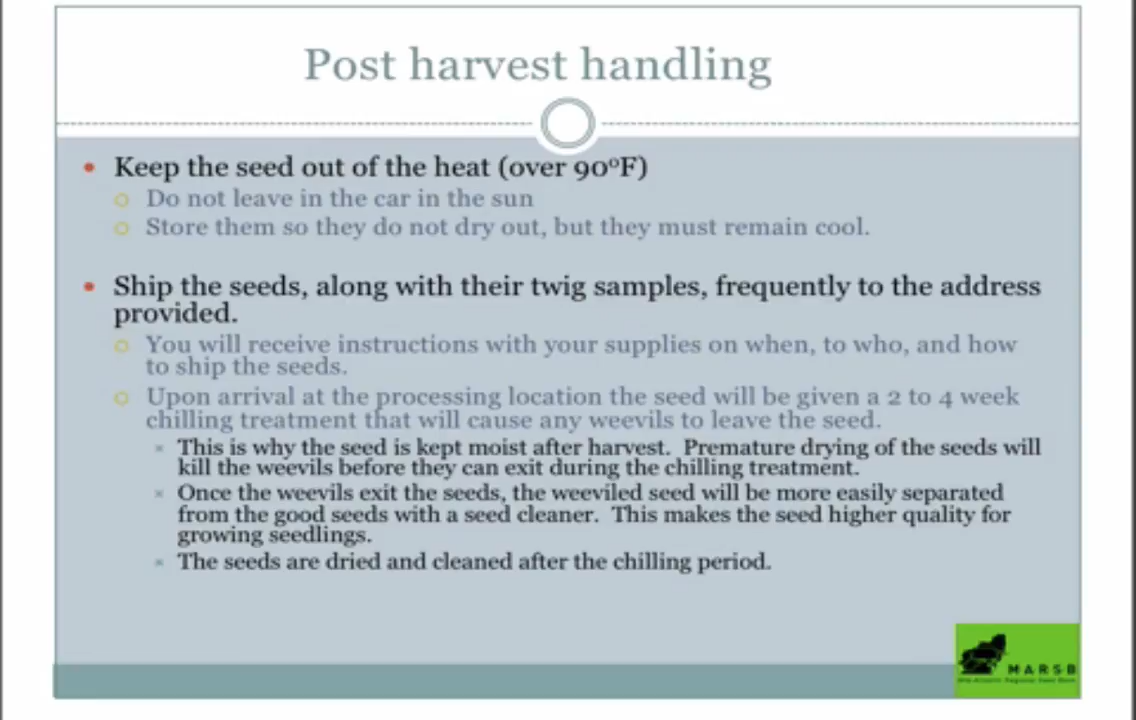 Post harvest handling
Keep the seed out of the heat (over 90ºF)
Do not leave in the car in the sun
Store them so they do not dry out, but they must remain cool.
Ship the seeds, along with their twig samples, frequently to the address
provided.
You will receive instructions with your supplies on when, to who, and how
to ship the seeds.
Upon arrival at the processing location the seed will be given a 2 to 4 week
chilling treatment that will cause any weevils to leave the seed.
This is why the seed is kept moist after harvest.  Premature drying of the seeds will
kill the weevils before they can exit during the chilling treatment.
Once the weevils exit the seeds, the weeviled seed will be more easily separated
from the good seeds with a seed cleaner.  This makes the seed higher quality for
growing seedlings.
The seeds are dried and cleaned after the chilling period.
MARSB
Mid-Atlantic Regional Seed Bank